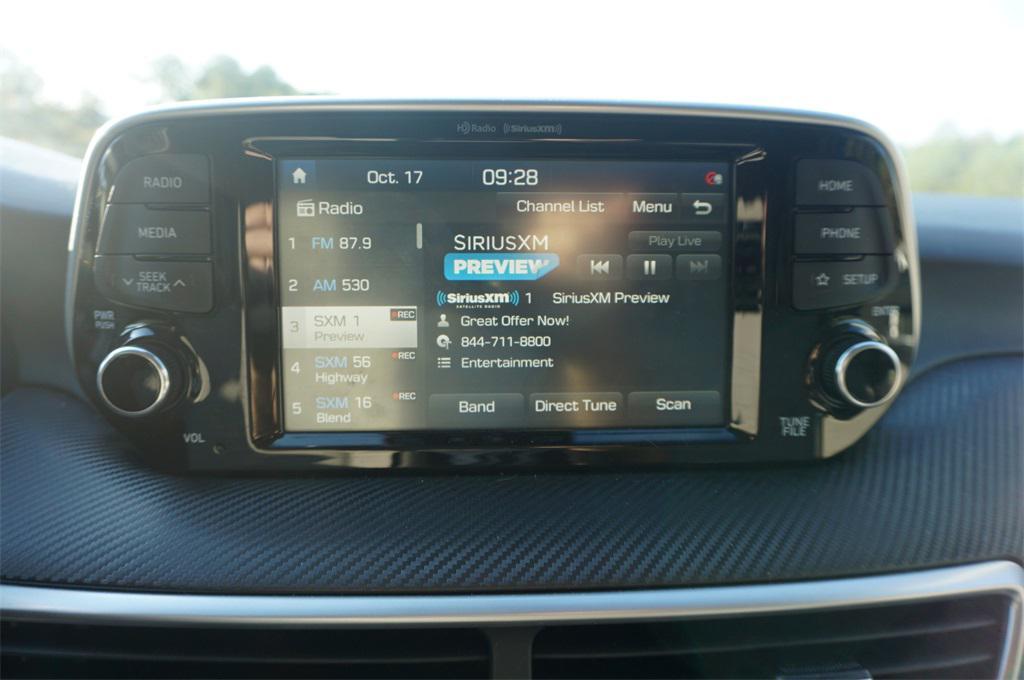 HD Radio ((SiriusXM))
RADIO
MEDIA
SEEK
TRACK
PWR
PUSH
VOL
Oct. 17 09:28
Radio Channel List Menu
1 FM 87.9
2 AM 530
3 SXM 1 REC
Preview
4 SXM 56 REC
Highway
5 SXM 16 REC
Blend
SIRIUSXM
PREVIEW
Play Live
((SiriusXM)) 1 SiriusXM Preview
SATELLITE RADIO
Great Offer Now!
844-711-8800
Entertainment
Band Direct Tune Scan
HOME
PHONE
SETUP
ENTER
TUNE
FILE